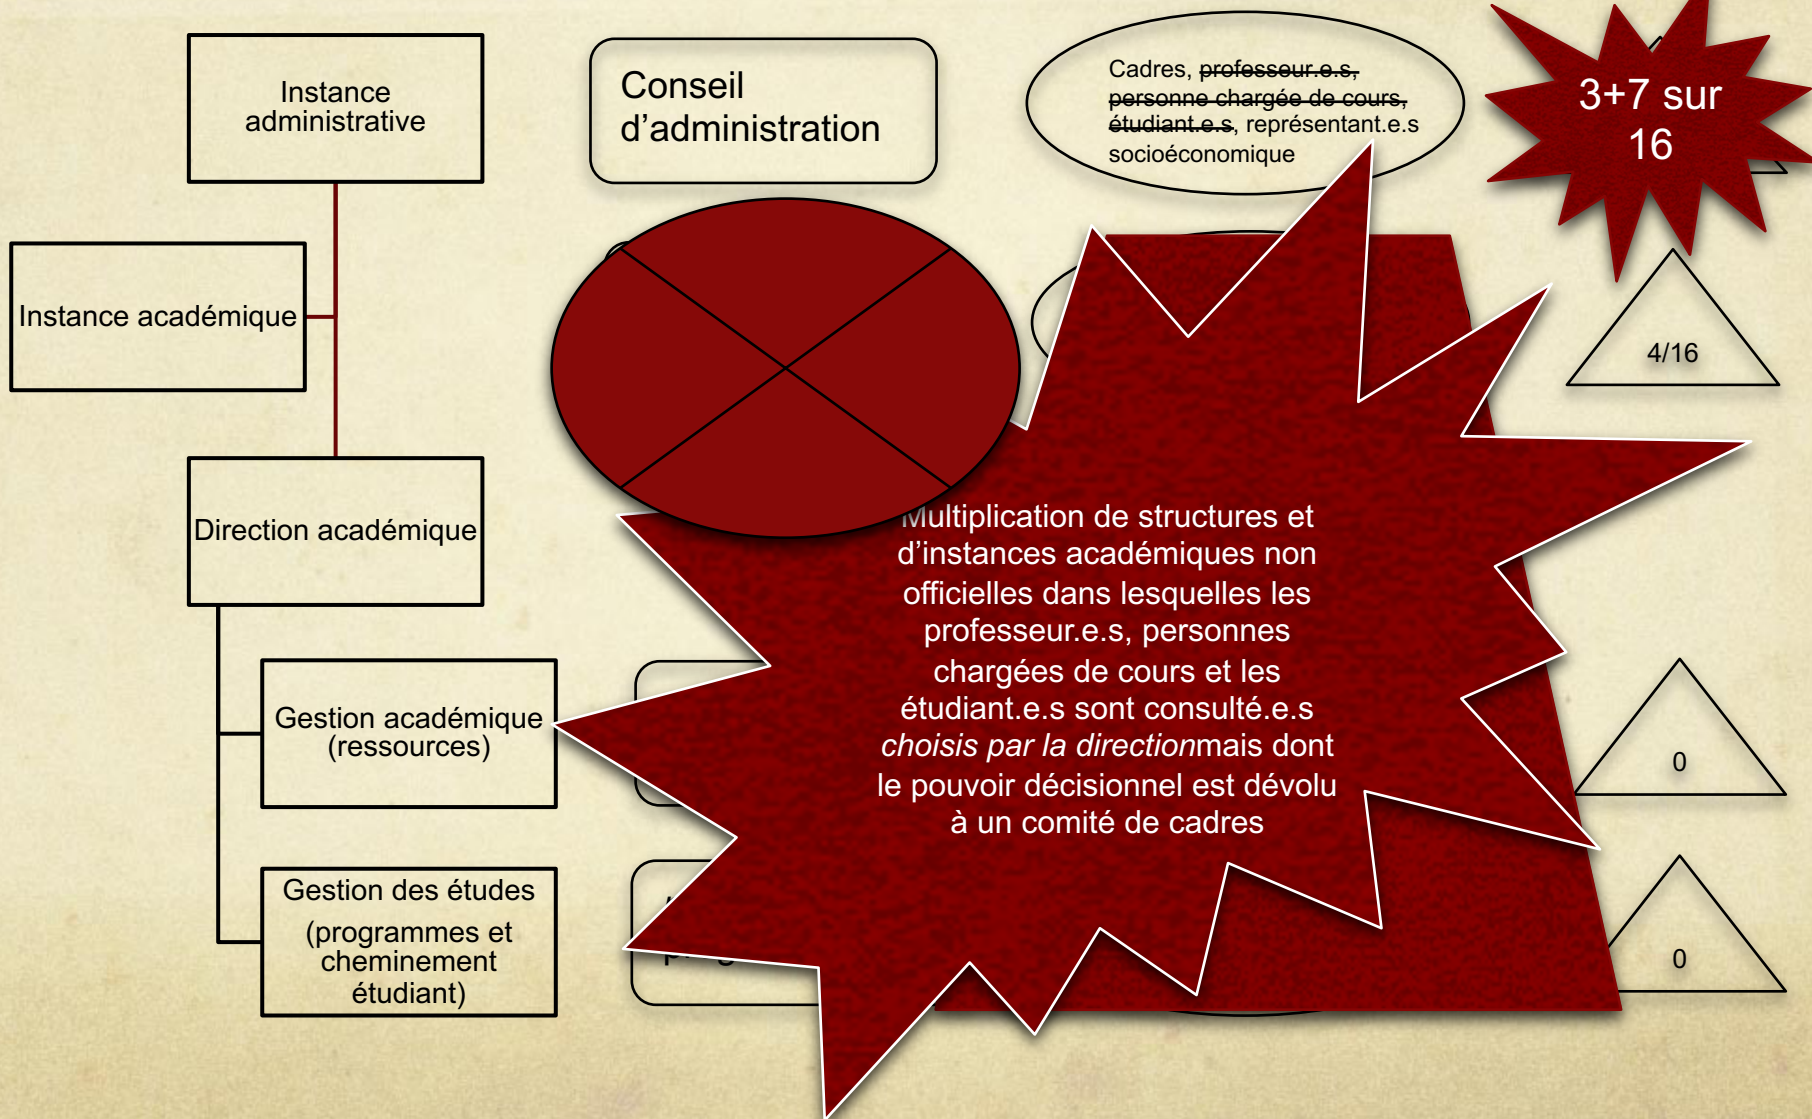 Instance
administrative
Conseil
d’administration
Cadres, professeur.e.s,
personne chargée de cours,
étudiant.e.s, représentant.e.s
socioéconomique
3+7 sur
16
Instance académique
4/16
Direction académique
Multiplication de structures et
d’instances académiques non
officielles dans lesquelles les
professeur.e.s, personnes
chargées de cours et les
étudiant.e.s sont consulté.e.s
choisis par la directionmais dont
le pouvoir décisionnel est dévolu
à un comité de cadres
Gestion académique
(ressources)
0
Gestion des études
(programmes et
cheminement
étudiant)
0